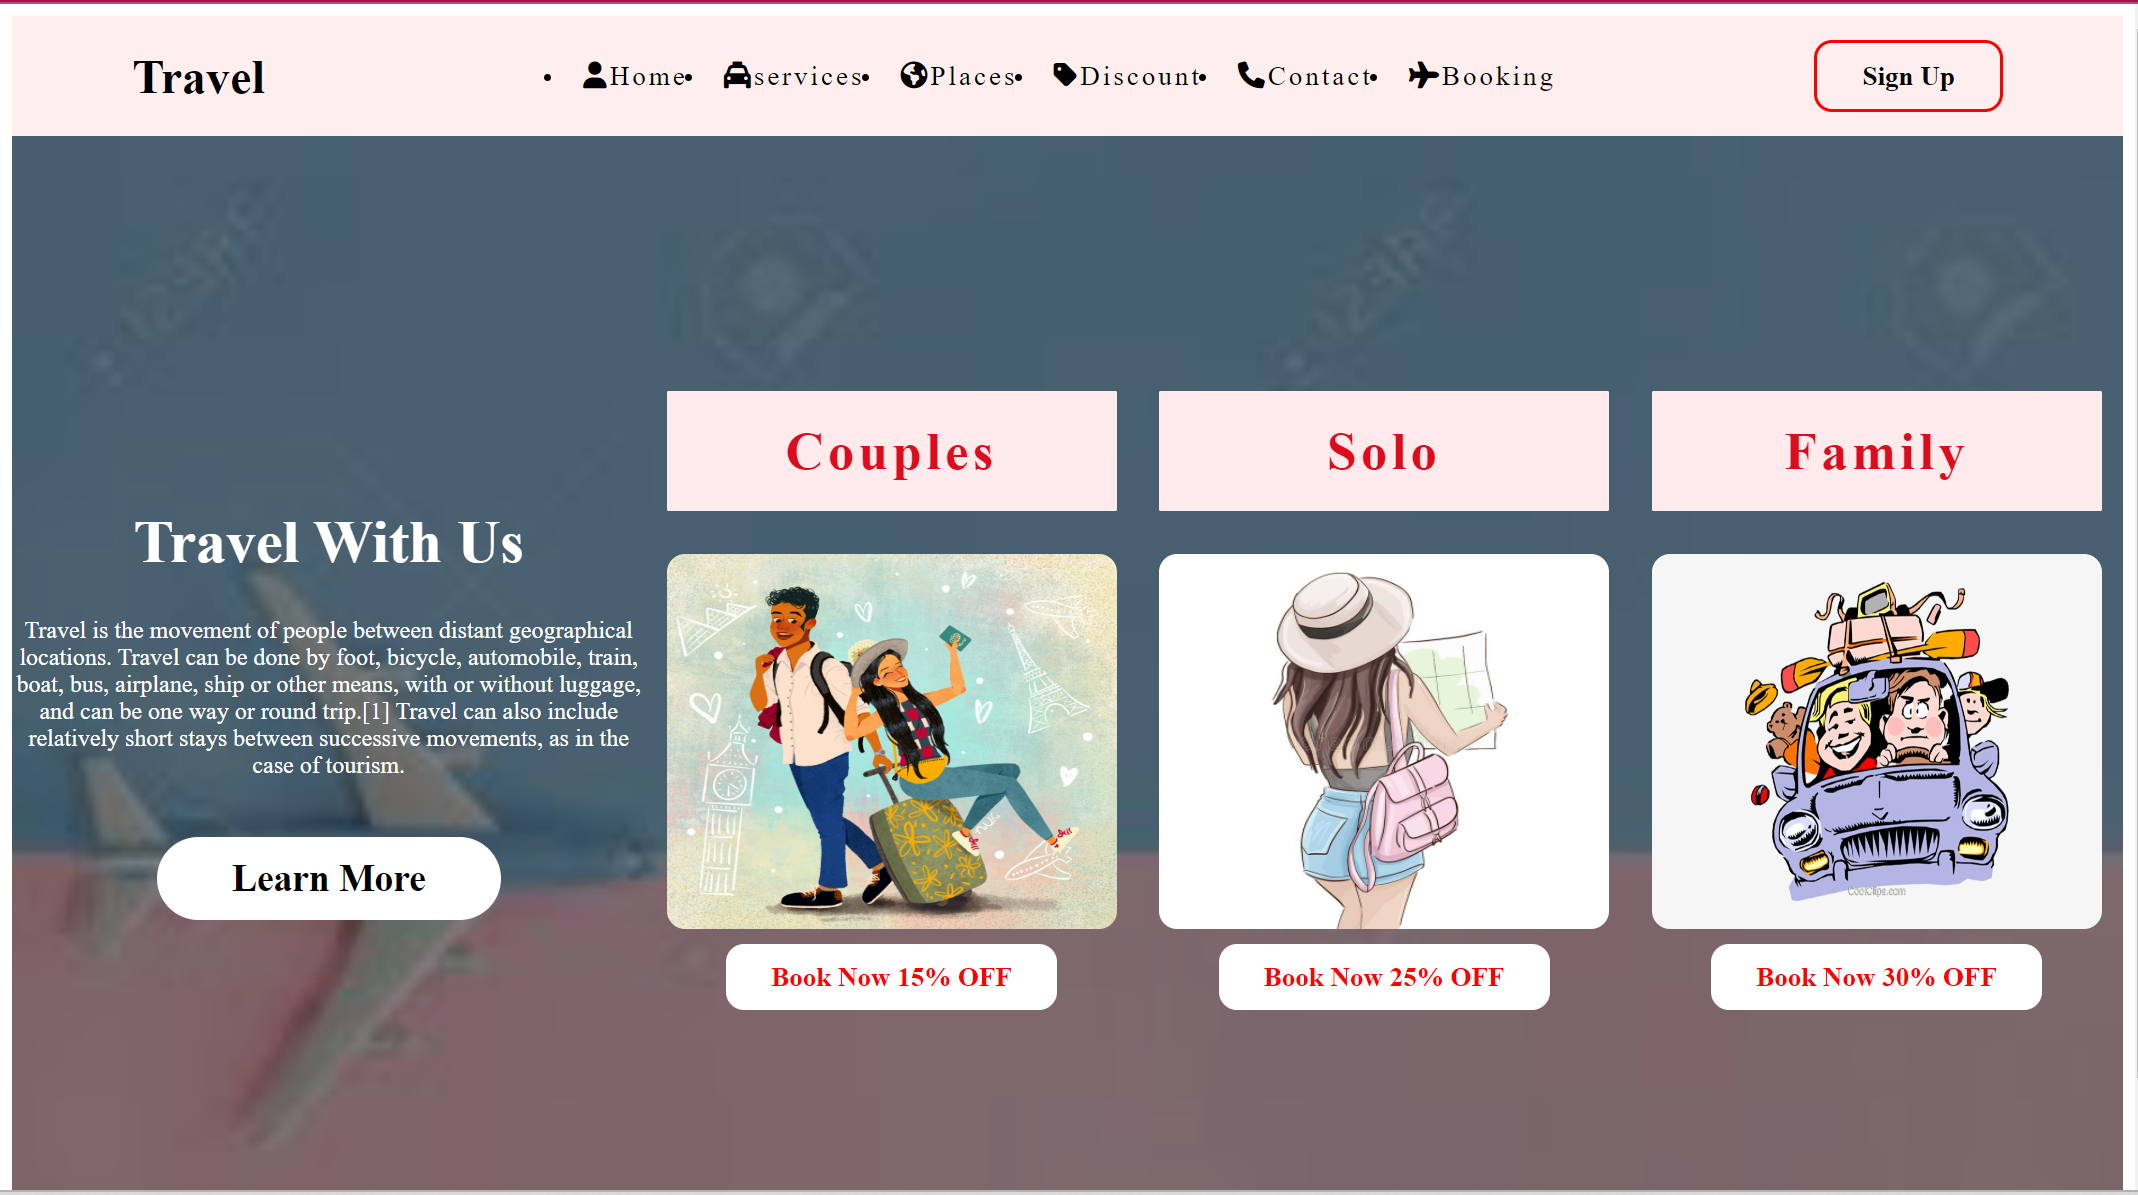 Travel
Home
services
Places
Discount
Contact
Booking
Sign Up
123RF
123RF
Travel With Us
Travel is the movement of people between distant geographical
locations. Travel can be done by foot, bicycle, automobile, train,
boat, bus, airplane, ship or other means, with or without luggage,
and can be one way or round trip.[1] Travel can also include
relatively short stays between successive movements, as in the
case of tourism.
Learn More
Couples
Solo
Family
CoolClips.com
Book Now 15% OFF
Book Now 25% OFF
Book Now 30% OFF